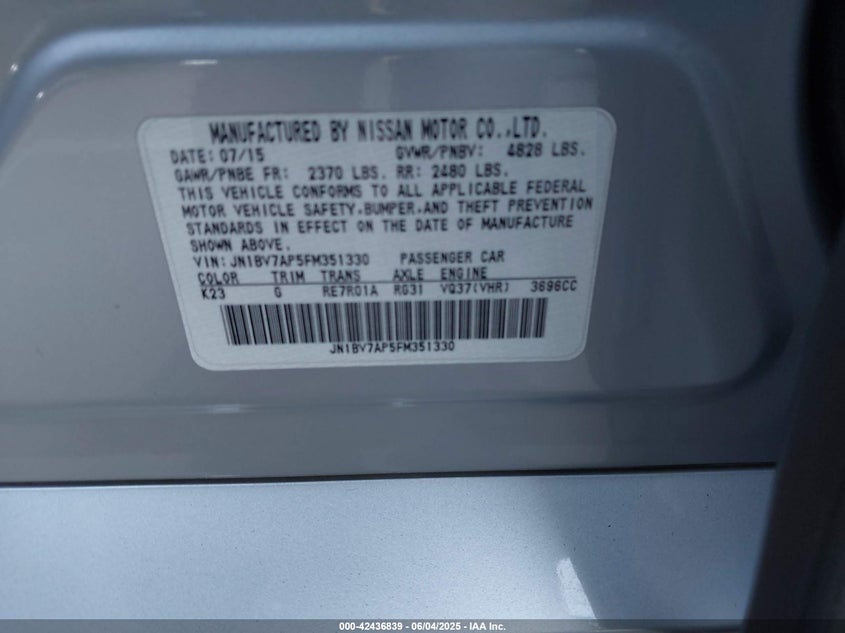 MANUFACTURED BY NISSAN MOTOR CO.,LTD.
DATE: 07/15 GVWR/PNBV: 4828 LBS.
GAWR/PNBE FR: 2370 LBS. RR: 2480 LBS.
THIS VEHICLE CONFORMS TO ALL APPLICABLE FEDERAL
MOTOR VEHICLE SAFETY,BUMPER,AND THEFT PREVENTION
STANDARDS IN EFFECT ON THE DATE OF MANUFACTURE
SHOWN ABOVE.
VIN: JN1BV7AP5FM351330 PASSENGER CAR
COLOR TRIM TRANS AXLE ENGINE
K23 G RE7R01A RG31 VQ37(VHR) 3696CC
JN1BV7AP5FM351330
000-42436839 - 06/04/2025 - IAA Inc.